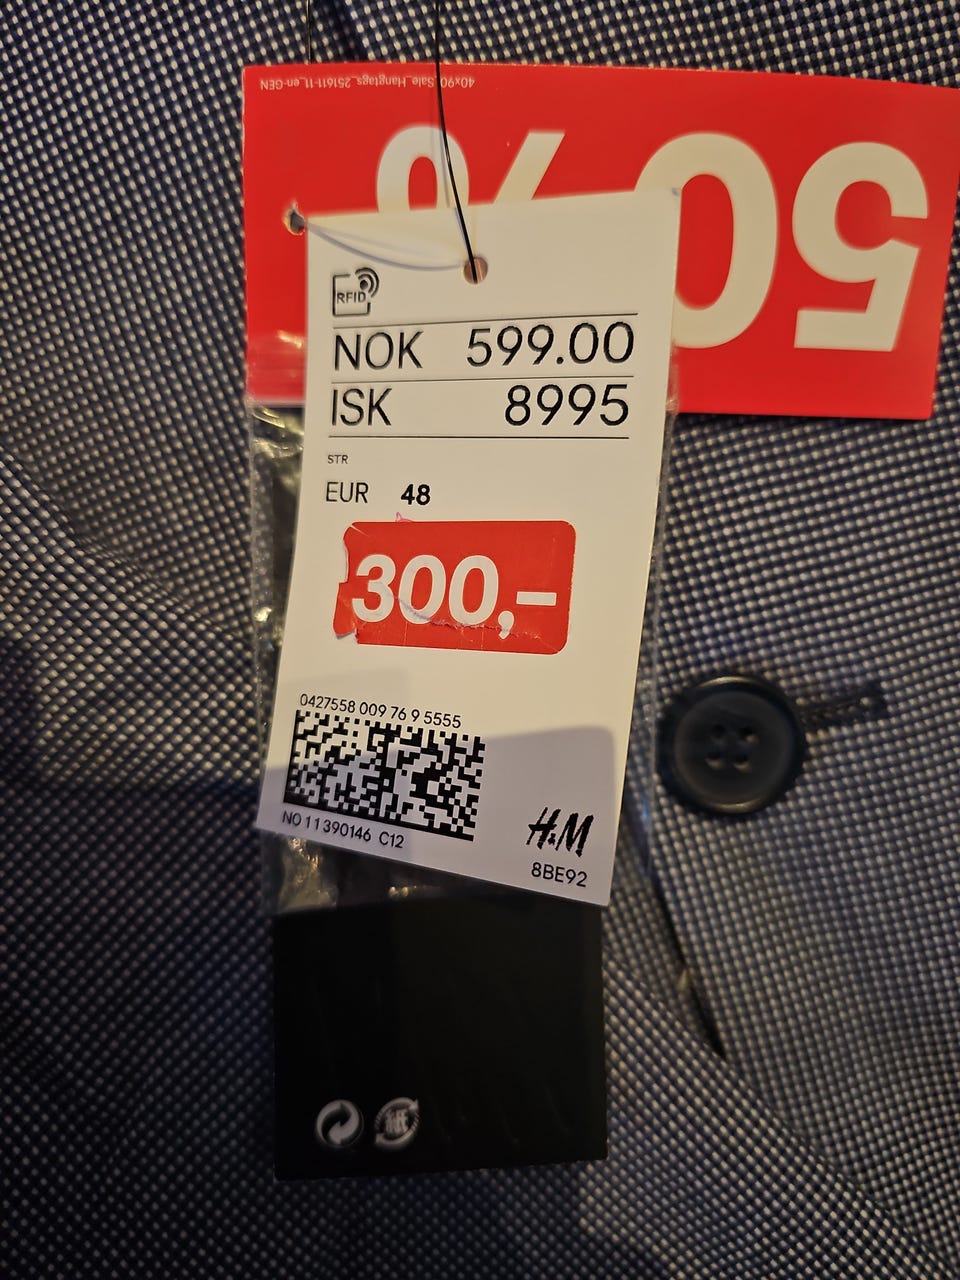 40x90_Sale_Hangtags_251611-11_en-GEN
50%
RFID
NOK 599.00
ISK 8995
STR
EUR 48
300,-
0427558 009 76 9 5555
NO 11390146 C12
H&M
8BE92